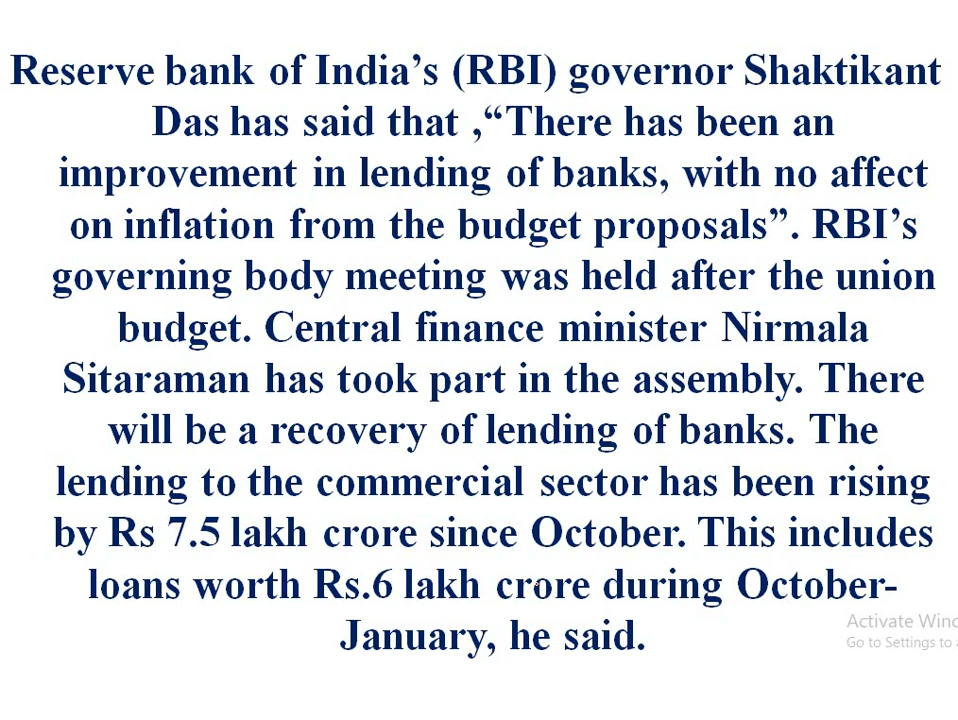 Reserve bank of India’s (RBI) governor Shaktikant
Das has said that ,“There has been an
improvement in lending of banks, with no affect
on inflation from the budget proposals”. RBI’s
governing body meeting was held after the union
budget. Central finance minister Nirmala
Sitaraman has took part in the assembly. There
will be a recovery of lending of banks. The
lending to the commercial sector has been rising
by Rs 7.5 lakh crore since October. This includes
loans worth Rs.6 lakh crore during October-
January, he said.
Activate Wind
Go to Settings to a